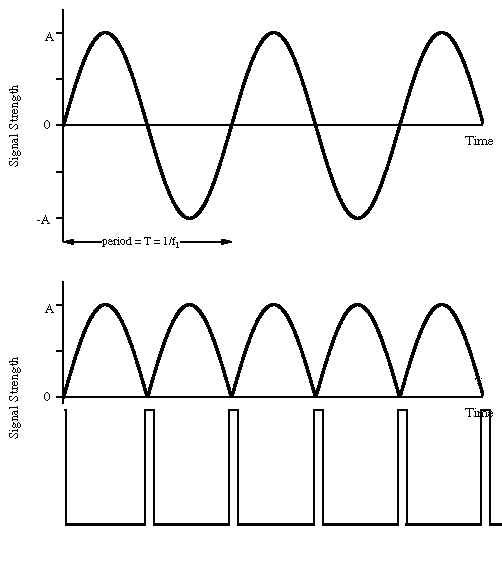 A
Signal Strength
0
Time
-A
period = T = 1/f1
A
Signal Strength
0
Time